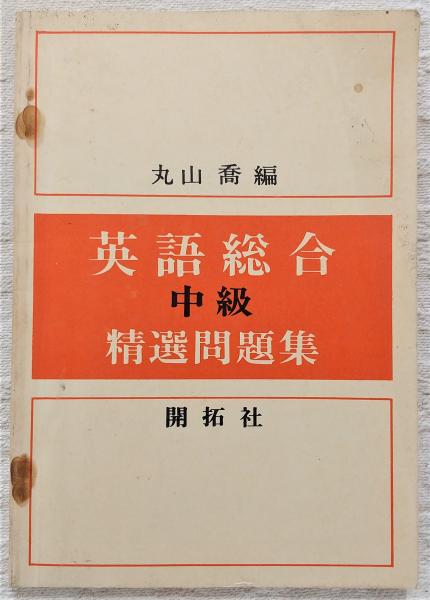 丸山喬編
英語総合
中級
精選問題集
開拓社